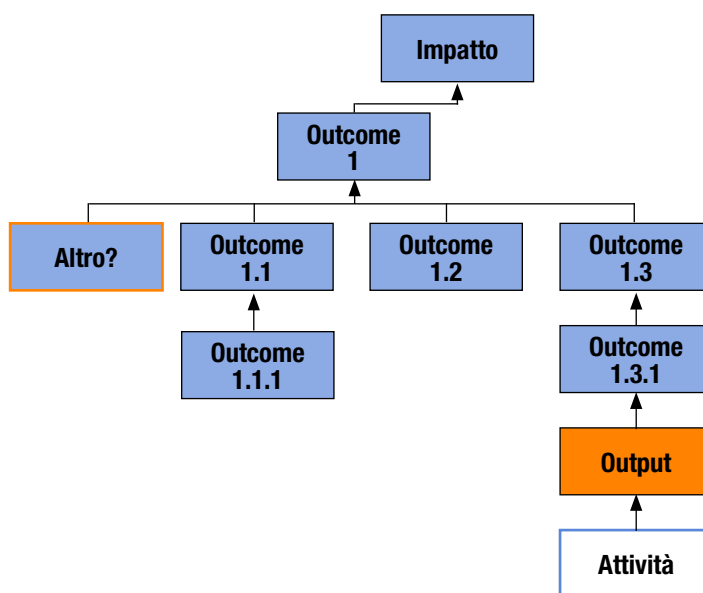 Impatto
Outcome
1
Altro?
Outcome
1.1
Outcome
1.2
Outcome
1.3
Outcome
1.1.1
Outcome
1.3.1
Output
Attività